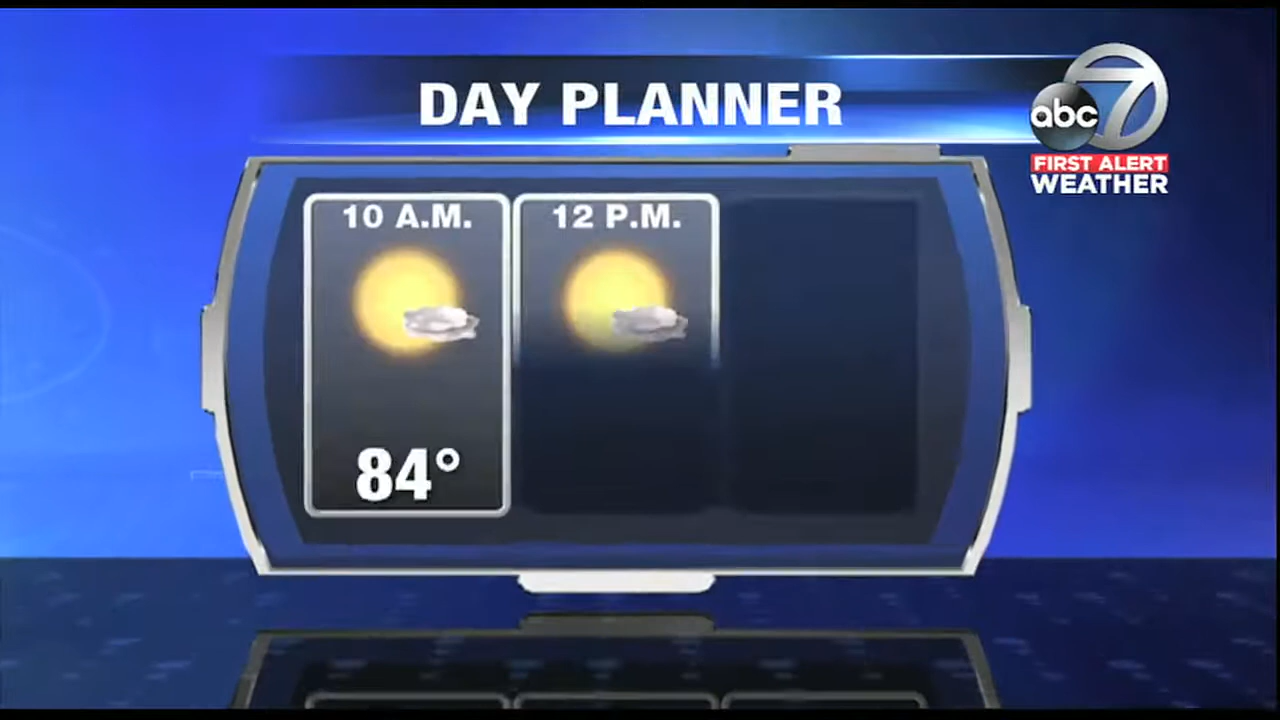 DAY PLANNER
abc 7
FIRST ALERT
WEATHER
10 A.M.
12 P.M.
84°